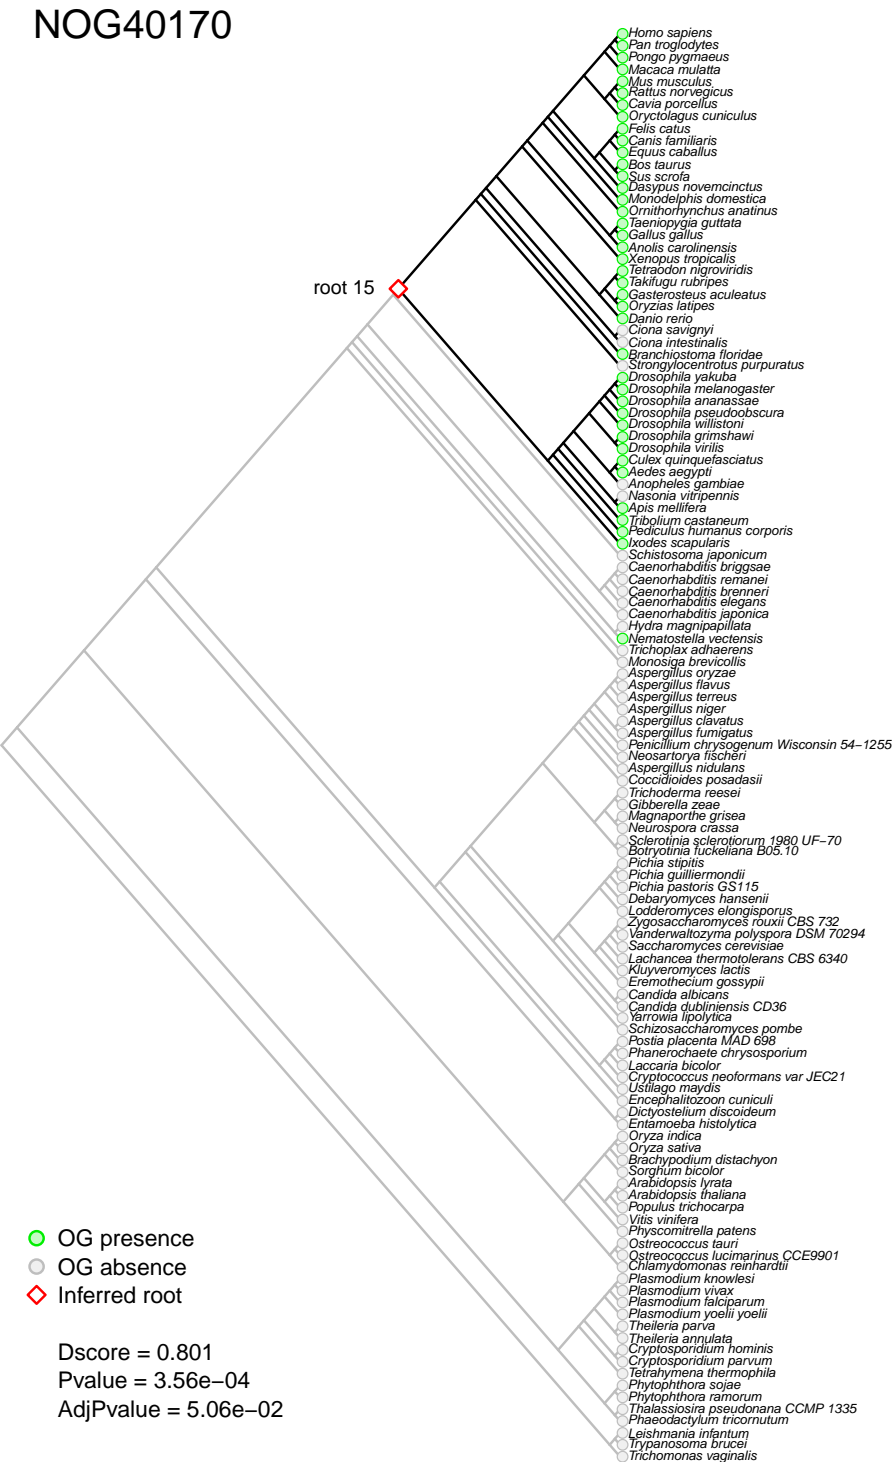 NOG40170
Homo sapiens
Pan troglodytes
Pongo pygmaeus
Macaca mulatta
Mus musculus
Rattus norvegicus
Cavia porcellus
Oryctolagus cuniculus
Felis catus
Canis familiaris
Equus caballus
Bos taurus
Sus scrofa
Dasypus novemcinctus
Monodelphis domestica
Ornithorhynchus anatinus
Taeniopygia guttata
Gallus gallus
Anolis carolinensis
Xenopus tropicalis
Tetraodon nigroviridis
Takifugu rubripes
root 15
Gasterosteus aculeatus
Oryzias latipes
Danio rerio
Ciona savignyi
Ciona intestinalis
Branchiostoma floridae
Strongylocentrotus purpuratus
Drosophila yakuba
Drosophila melanogaster
Drosophila ananassae
Drosophila pseudoobscura
Drosophila willistoni
Drosophila grimshawi
Drosophila virilis
Culex quinquefasciatus
Aedes aegypti
Anopheles gambiae
Nasonia vitripennis
Apis mellifera
Tribolium castaneum
Pediculus humanus corporis
Ixodes scapularis
Schistosoma japonicum
Caenorhabditis briggsae
Caenorhabditis remanei
Caenorhabditis brenneri
Caenorhabditis elegans
Caenorhabditis japonica
Hydra magnipapillata
Nematostella vectensis
Trichoplax adhaerens
Monosiga brevicollis
Aspergillus oryzae
Aspergillus flavus
Aspergillus terreus
Aspergillus niger
Aspergillus clavatus
Aspergillus fumigatus
Penicillium chrysogenum Wisconsin 54−1255
Neosartorya fischeri
Aspergillus nidulans
Coccidioides posadasii
Trichoderma reesei
Gibberella zeae
Magnaporthe grisea
Neurospora crassa
Sclerotinia sclerotiorum 1980 UF−70
Botryotinia fuckeliana B05.10
Pichia stipitis
Pichia guilliermondii
Pichia pastoris GS115
Debaryomyces hansenii
Lodderomyces elongisporus
Zygosaccharomyces rouxii CBS 732
Vanderwaltozyma polyspora DSM 70294
Saccharomyces cerevisiae
Lachancea thermotolerans CBS 6340
Kluyveromyces lactis
Eremothecium gossypii
Candida albicans
Candida dubliniensis CD36
Yarrowia lipolytica
Schizosaccharomyces pombe
Postia placenta MAD 698
Phanerochaete chrysosporium
Laccaria bicolor
Cryptococcus neoformans var JEC21
Ustilago maydis
Encephalitozoon cuniculi
Dictyostelium discoideum
Entamoeba histolytica
Oryza indica
Oryza sativa
Brachypodium distachyon
Sorghum bicolor
Arabidopsis lyrata
Arabidopsis thaliana
Populus trichocarpa
Vitis vinifera
Physcomitrella patens
Ostreococcus tauri
Ostreococcus lucimarinus CCE9901
Chlamydomonas reinhardtii
Plasmodium knowlesi
Plasmodium vivax
Plasmodium falciparum
Plasmodium yoelii yoelii
Theileria parva
Theileria annulata
Cryptosporidium hominis
Cryptosporidium parvum
Tetrahymena thermophila
Phytophthora sojae
Phytophthora ramorum
Thalassiosira pseudonana CCMP 1335
Phaeodactylum tricornutum
Leishmania infantum
Trypanosoma brucei
Trichomonas vaginalis
OG presence
OG absence
Inferred root
Dscore = 0.801
Pvalue = 3.56e−04
AdjPvalue = 5.06e−02